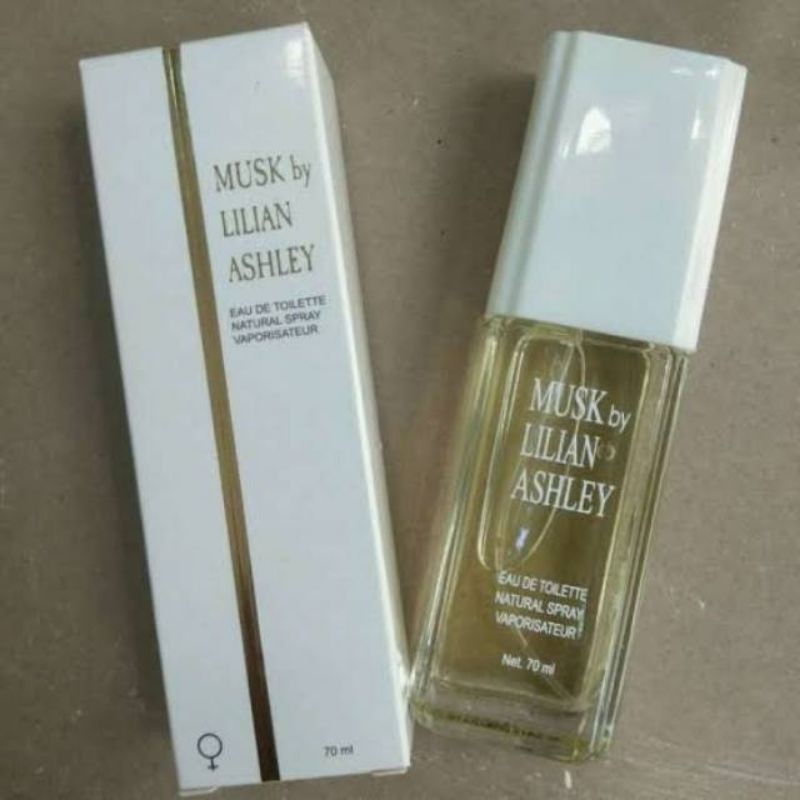 MUSK by
LILIAN
ASHLEY
EAU DE TOILETTE
NATURAL SPRAY
VAPORISATEUR
70 ml
MUSK by
LILIAN
ASHLEY
EAU DE TOILETTE
NATURAL SPRAY
VAPORISATEUR
Net. 70 ml